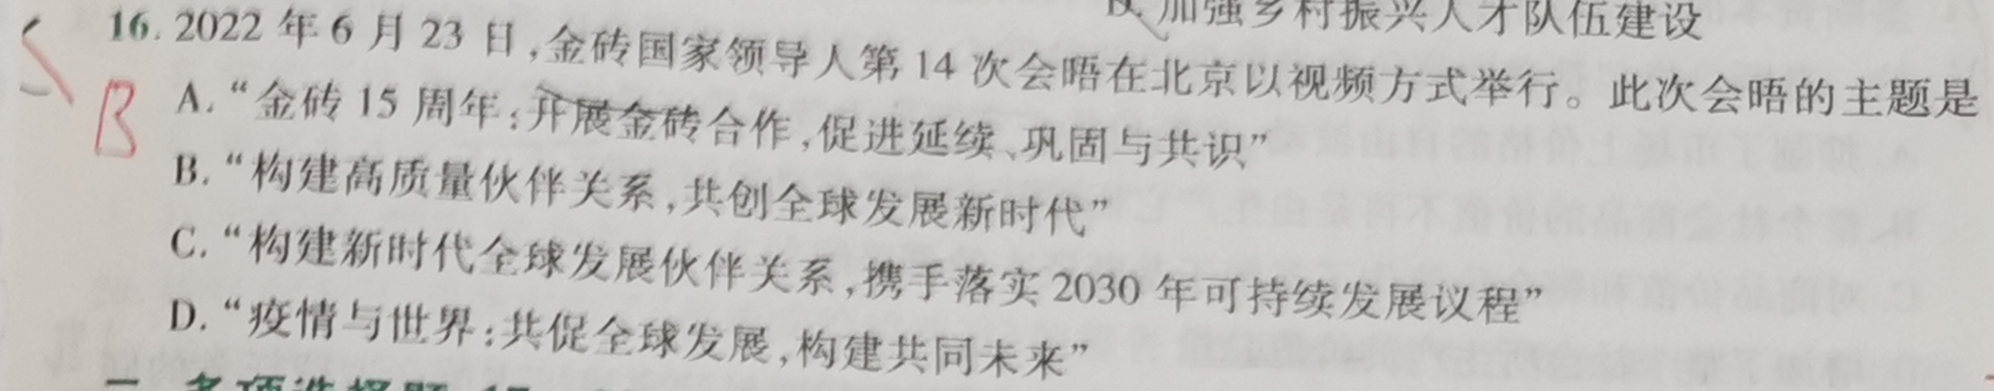 加强乡村振兴人才队伍建设
16. 2022 年 6 月 23 日,金砖国家领导人第 14 次会晤在北京以视频方式举行。此次会晤的主题是
B
A. “金砖 15 周年:开展金砖合作,促进延续、巩固与共识”
B. “构建高质量伙伴关系,共创全球发展新时代”
C. “构建新时代全球发展伙伴关系,携手落实 2030 年可持续发展议程”
D. “疫情与世界:共促全球发展,构建共同未来”